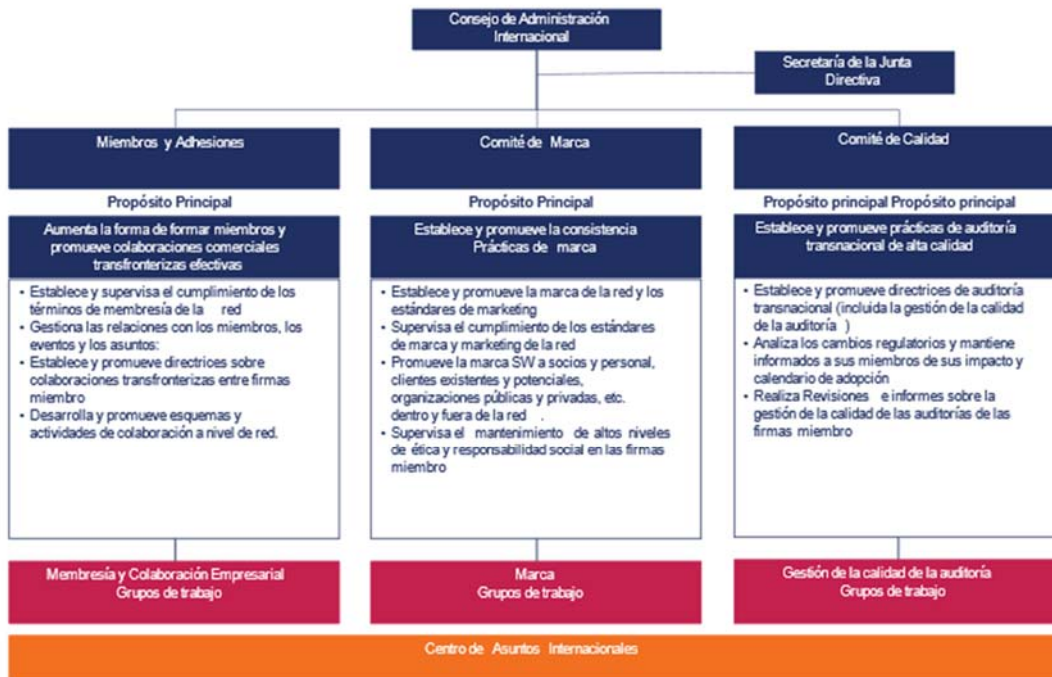 Consejo de Administración
Internacional
Secretaría de la Junta
Directiva
Miembros y Adhesiones
Comité de Marca
Comité de Calidad
Propósito Principal
Propósito Principal
Propósito principal Propósito principal
Aumenta la forma de formar miembros y
promueve colaboraciones comerciales
transfronterizas efectivas
Establece y promueve la consistencia
Prácticas de marca
Establece y promueve prácticas de auditoría
transnacional de alta calidad
• Establece y supervisa el cumplimiento de los
términos de membresía de la red
• Gestiona las relaciones con los miembros, los
eventos y los asuntos:
• Establece y promueve directrices sobre
colaboraciones transfronterizas entre firmas
miembro
• Desarrolla y promueve esquemas y
actividades de colaboración a nivel de red.
• Establece y promueve la marca de la red y los
estándares de marketing
• Supervisa el cumplimiento de los estándares
de marca y marketing de la red
• Promueve la marca SW a socios y personal,
clientes existentes y potenciales,
organizaciones públicas y privadas, etc.
dentro y fuera de la red .
• Supervisa el mantenimiento de altos niveles
de ética y responsabilidad social en las firmas
miembro
• Establece y promueve directrices de auditoría
transnacional (incluida la gestión de la calidad
de la auditoría )
• Analiza los cambios regulatorios y mantiene
informados a sus miembros de sus impacto y
calendario de adopción
• Realiza Revisiones e informes sobre la
gestión de la calidad de las auditorías de las
firmas miembro
Membresía y Colaboración Empresarial
Grupos de trabajo
Marca
Grupos de trabajo
Gestión de la calidad de la auditoría
Grupos de trabajo
Centro de Asuntos Internacionales